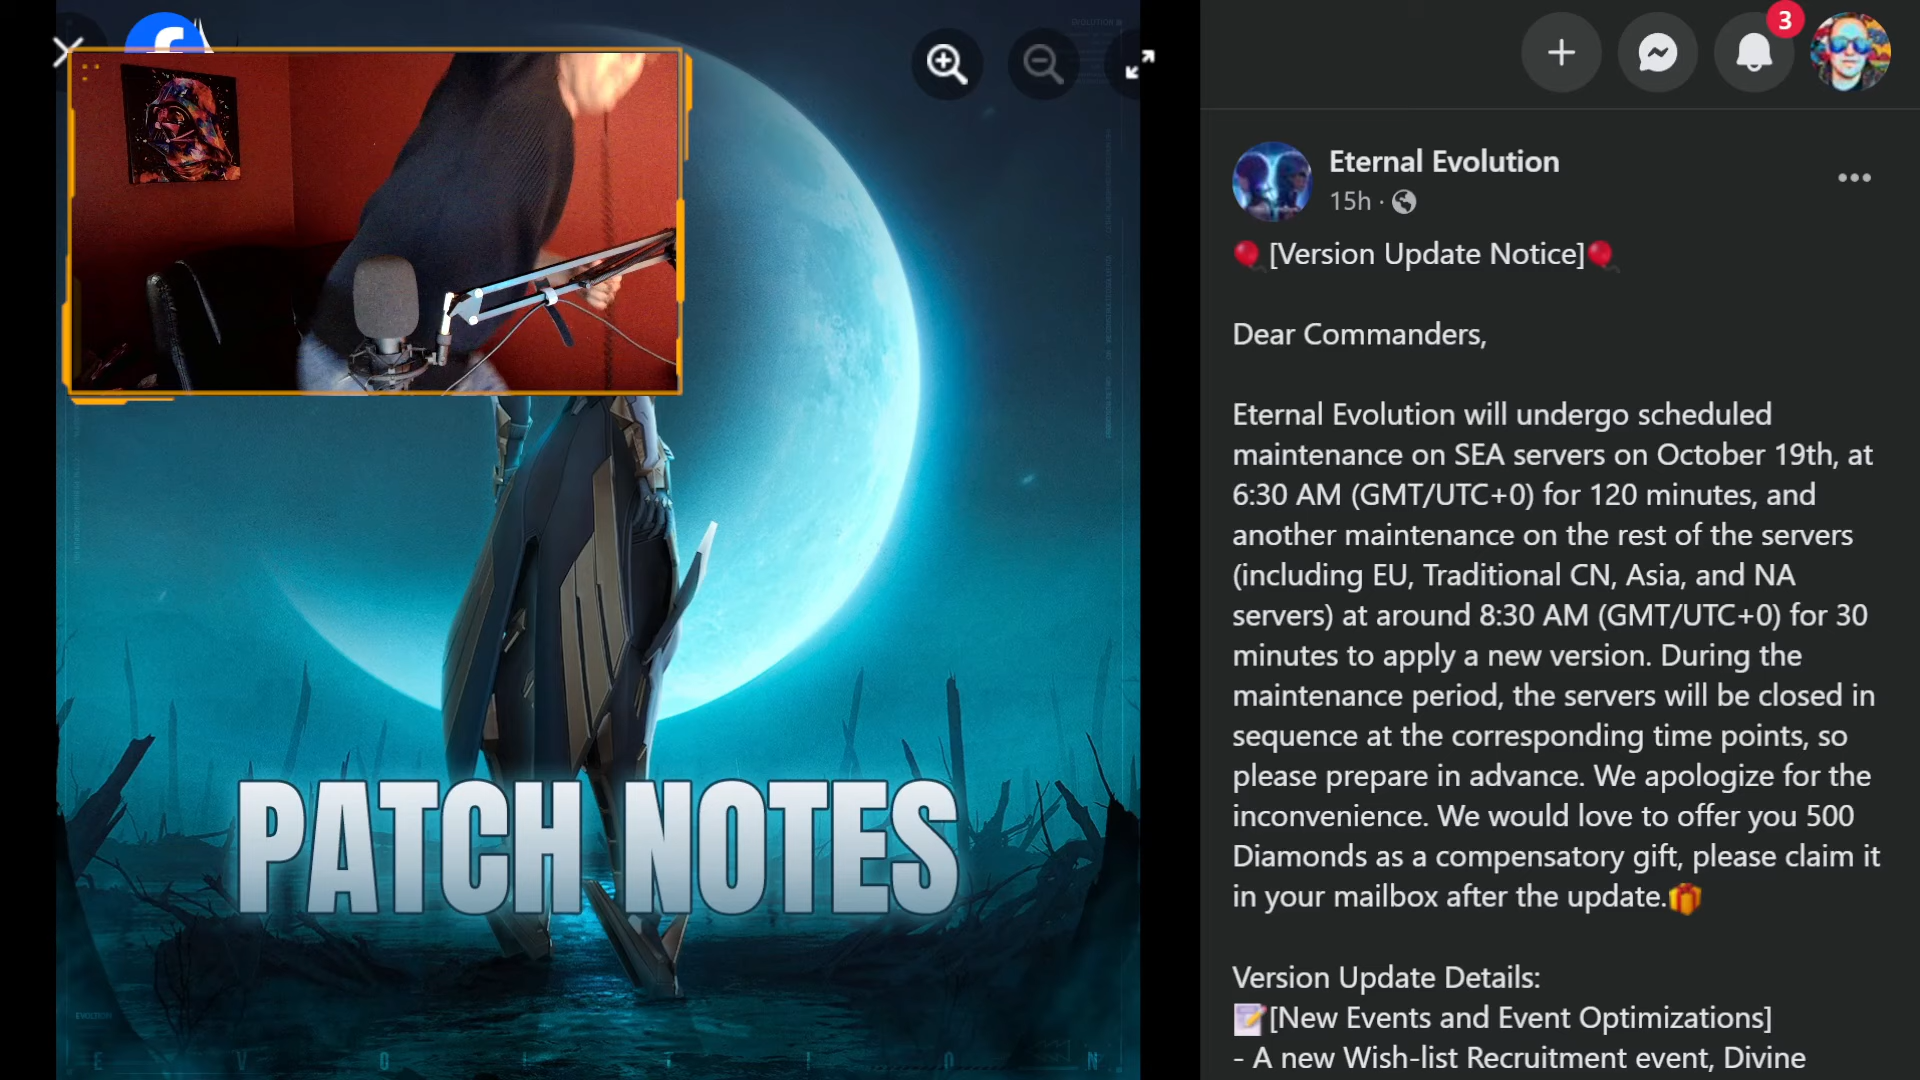 PATCH NOTES
EVOLUTION
3
Eternal Evolution
15h ·
[Version Update Notice]
Dear Commanders,
Eternal Evolution will undergo scheduled
maintenance on SEA servers on October 19th, at
6:30 AM (GMT/UTC+0) for 120 minutes, and
another maintenance on the rest of the servers
(including EU, Traditional CN, Asia, and NA
servers) at around 8:30 AM (GMT/UTC+0) for 30
minutes to apply a new version. During the
maintenance period, the servers will be closed in
sequence at the corresponding time points, so
please prepare in advance. We apologize for the
inconvenience. We would love to offer you 500
Diamonds as a compensatory gift, please claim it
in your mailbox after the update.
Version Update Details:
[New Events and Event Optimizations]
- A new Wish-list Recruitment event, Divine